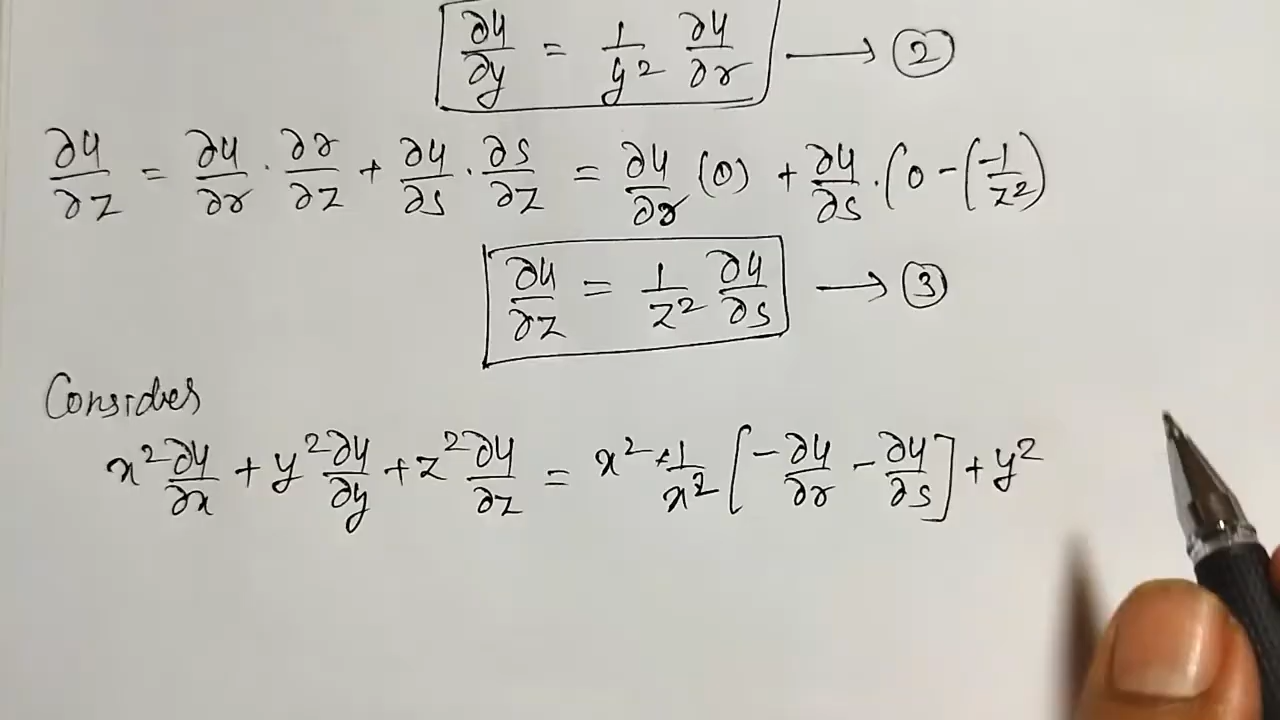 ∂u/∂y = 1/y² ∂u/∂r ⟶ ②
∂u/∂z = ∂u/∂r · ∂r/∂z + ∂u/∂s · ∂s/∂z = ∂u/∂r (0) + ∂u/∂s · (0 - (-1/z²)
∂u/∂z = 1/z² ∂u/∂s ⟶ ③
Consider
x² ∂u/∂x + y² ∂u/∂y + z² ∂u/∂z = x² * 1/x² [-∂u/∂r - ∂u/∂s] + y²